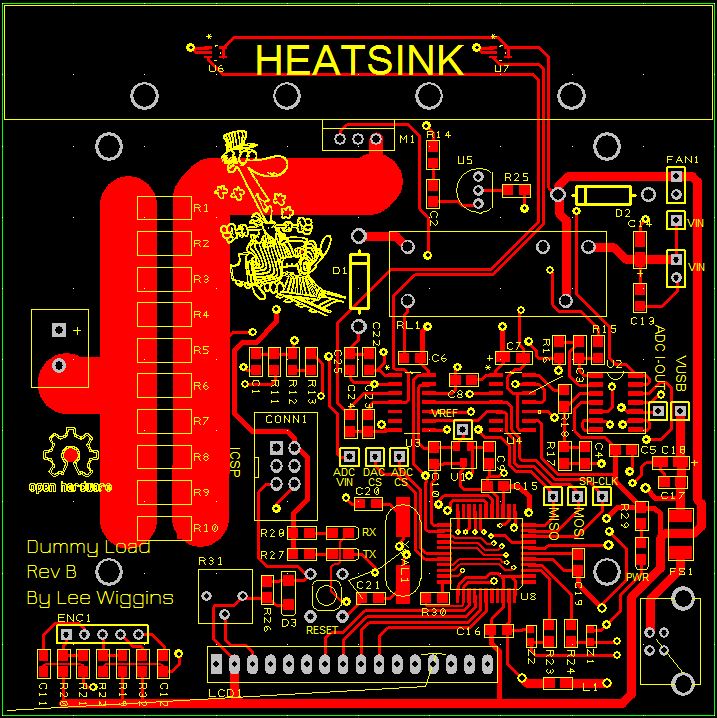 HEATSINK
U6
U7
M1
R14
U5
R25
C2
FAN1
D2
VIN
C14
VIN
C13
R1
R2
R3
R4
R5
R6
R7
R8
R9
R10
+
D1
RL1
C22
C25
C6
C7
R15
R16
C3
U2
ADC I-OUT
VUSB
C1
R11
R12
R13
C24
C23
C8
VREF
R18
U3
U4
R17
C4
C5
C18
C17
CONN1
ICSP
ADC
VIN
DAC
CS
ADC
CS
U1
C9
C10
C15
SPI-CLK
MISO
MOSI
R29
open hardware
C20
R28
RX
R27
TX
XTAL1
Dummy Load
Rev B
By Lee Wiggins
R31
R26
D3
RESET
C21
R30
U8
C19
PWR
FS1
ENC1
C16
Z2
R23
R24
Z1
C11
R20
R21
R22
R19
R32
C12
LCD1
L1